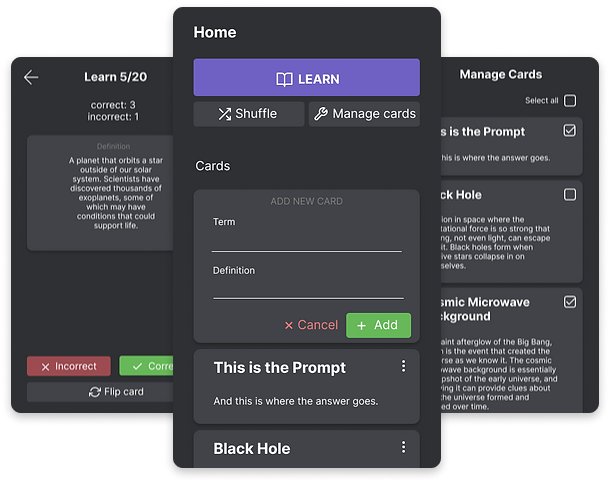 Learn 5/20
correct: 3
incorrect: 1
Definition
A planet that orbits a star
outside of our solar
system. Scientists have
discovered thousands of
exoplanets, some of
which may have
conditions that could
support life.
Incorrect
Corre
Flip card
Home
LEARN
Shuffle
Manage cards
Cards
ADD NEW CARD
Term
Definition
Cancel
Add
This is the Prompt
And this is where the answer goes.
Black Hole
Manage Cards
Select all
s is the Prompt
this is where the answer goes.
ck Hole
ion in space where the
tational force is so strong that
ng, not even light, can escape
it. Black holes form when
ive stars collapse in on
selves.
smic Microwave
kground
aint afterglow of the Big Bang,
h is the event that created the
erse as we know it. The cosmic
owave background is essentially
pshot of the early universe, and
ying it can provide clues about
the universe formed and
ed over time.